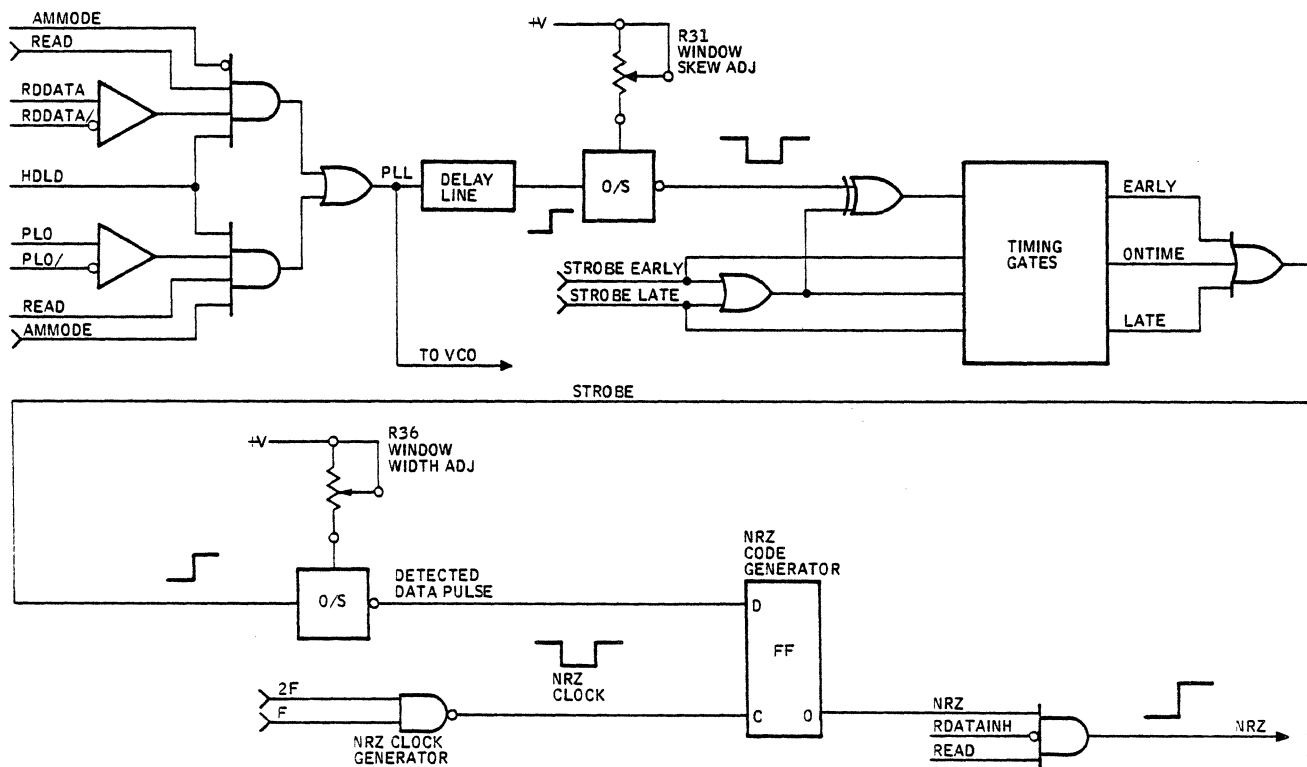 AMMODE
READ
RDDATA
RDDATA/
HDLD
PLO
PLO/
READ
AMMODE
PLL
DELAY
LINE
TO VCO
+V
R31
WINDOW
SKEW ADJ
O/S
STROBE EARLY
STROBE LATE
TIMING
GATES
EARLY
ONTIME
LATE
STROBE
+V
R36
WINDOW
WIDTH ADJ
O/S
DETECTED
DATA PULSE
NRZ
CODE
GENERATOR
D
FF
C
O
2F
F
NRZ CLOCK
GENERATOR
NRZ
CLOCK
NRZ
RDATAINH
READ
NRZ